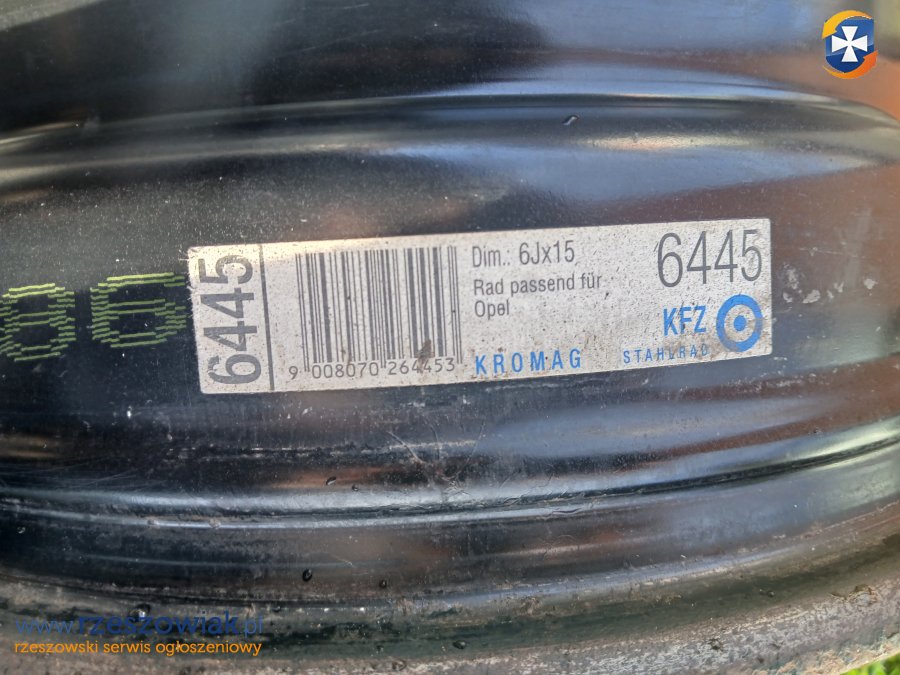 06
6445
9 008070 264453
Dim.: 6Jx15
Rad passend für
Opel
6445
KFZ
KROMAG STAHLRAD
www.rzeszowiak.pl
rzeszowski serwis ogłoszeniowy